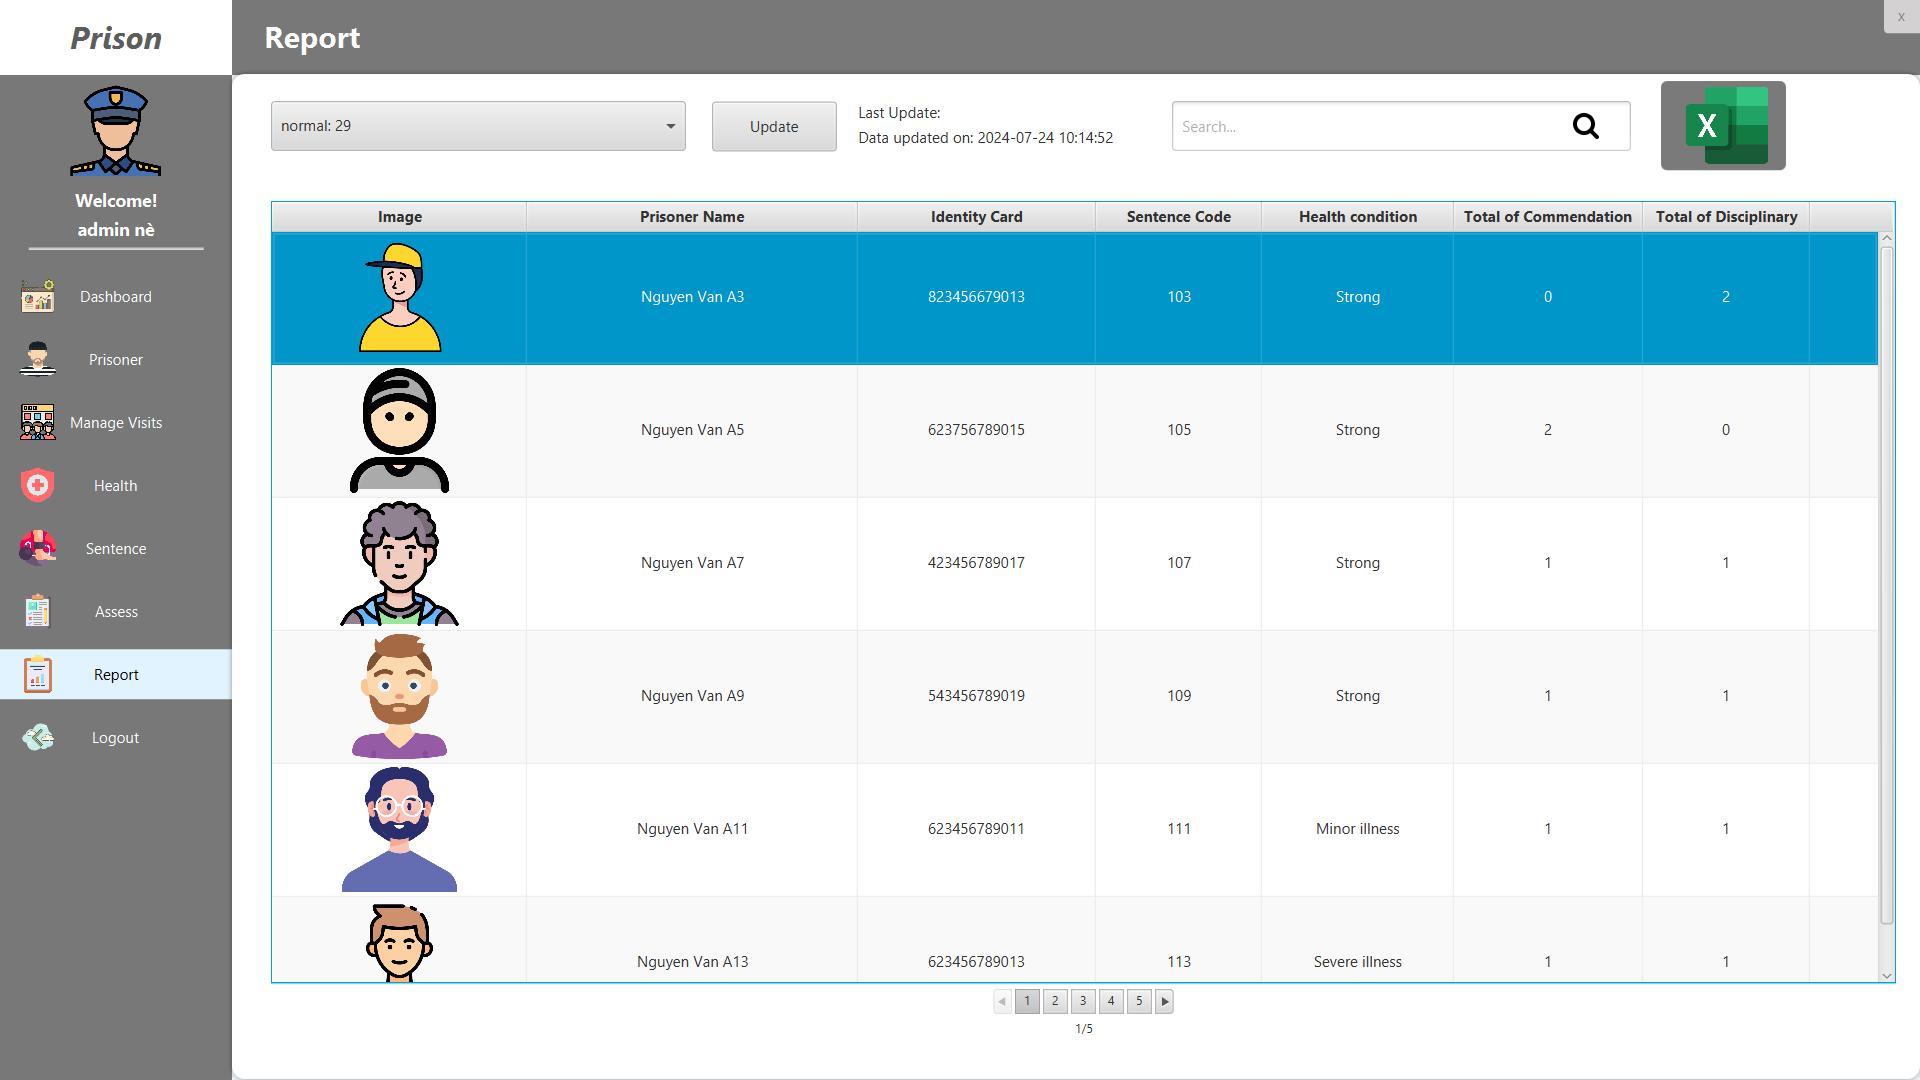 Prison
Report
x
Welcome!
admin nè
Dashboard
Prisoner
Manage Visits
Health
Sentence
Assess
Report
Logout
normal: 29
Update
Last Update:
Data updated on: 2024-07-24 10:14:52
Search...
X
Image Prisoner Name Identity Card Sentence Code Health condition Total of Commendation Total of Disciplinary
Nguyen Van A3 823456679013 103 Strong 0 2
Nguyen Van A5 623756789015 105 Strong 2 0
Nguyen Van A7 423456789017 107 Strong 1 1
Nguyen Van A9 543456789019 109 Strong 1 1
Nguyen Van A11 623456789011 111 Minor illness 1 1
Nguyen Van A13 623456789013 113 Severe illness 1 1
1 2 3 4 5
1/5